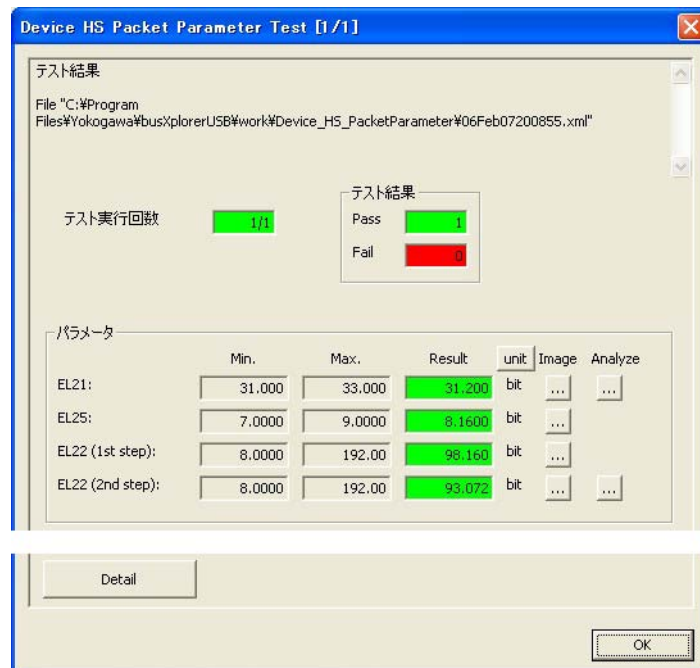 Device HS Packet Parameter Test [1/1]
テスト結果
File "C:¥Program
Files¥Yokogawa¥busXplorerUSB¥work¥Device_HS_PacketParameter¥06Feb07200855.xml"
テスト実行回数 1/1
テスト結果
Pass 1
Fail 0
パラメータ
Min. Max. Result unit Image Analyze
EL21: 31.000 33.000 31.200 bit ... ...
EL25: 7.0000 9.0000 8.1600 bit ...
EL22 (1st step): 8.0000 192.00 98.160 bit ...
EL22 (2nd step): 8.0000 192.00 93.072 bit ... ...
Detail
OK